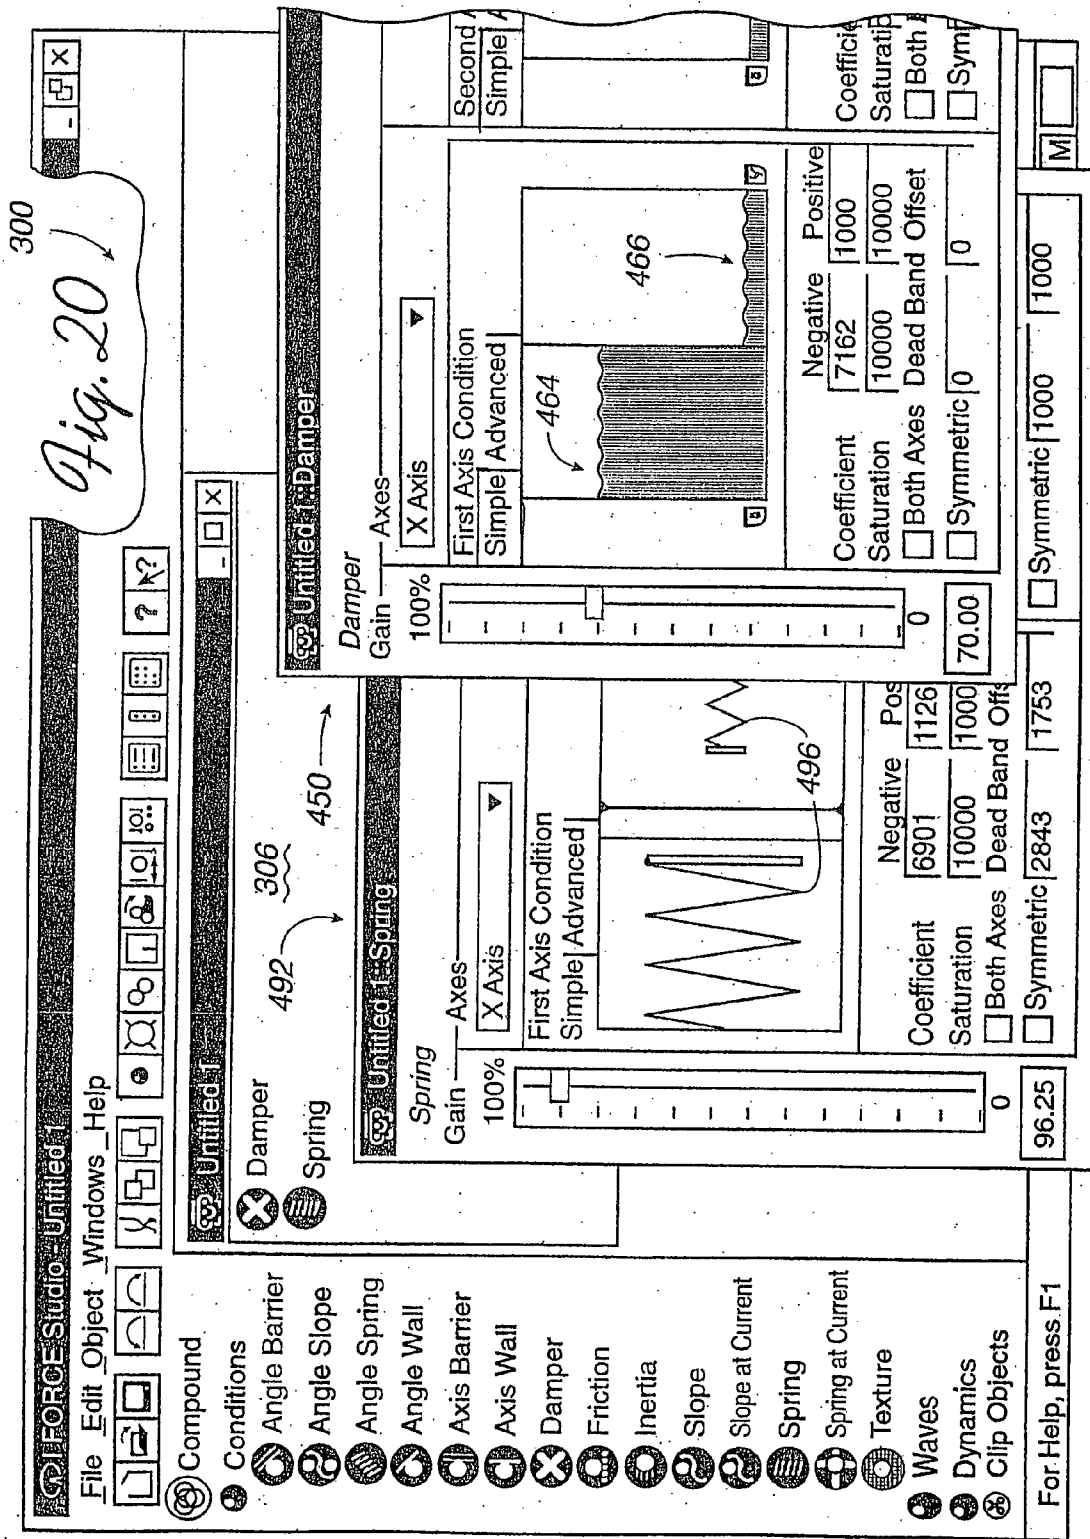 Fig. 20
300
I FORCE Studio - Untitled 1
File Edit Object Windows Help
? ?
Compound
Conditions
Angle Barrier
Angle Slope
Angle Spring
Angle Wall
Axis Barrier
Axis Wall
Damper
Friction
Inertia
Slope
Slope at Current
Spring
Spring at Current
Texture
Waves
Dynamics
Clip Objects
For Help, press F1
Untitled 1
Damper
Spring
306
492
450
Untitled 1 : Spring
Spring
Gain
100%
0
96.25
Axes
X Axis
First Axis Condition
Simple Advanced
496
Negative Pos
Coefficient 6901 1126
Saturation 10000 1000
Both Axes Dead Band Offs
Symmetric 2843 1753
Untitled 1 : Damper
Damper
Gain
100%
0
70.00
Axes
X Axis
First Axis Condition
Simple Advanced
464
466
Negative Positive
Coefficient 7162 1000
Saturation 10000 10000
Both Axes Dead Band Offset
Symmetric 0 0
Symmetric 1000 1000
Second A
Simple A
Coefficie
Saturatio
Both
Sym
M